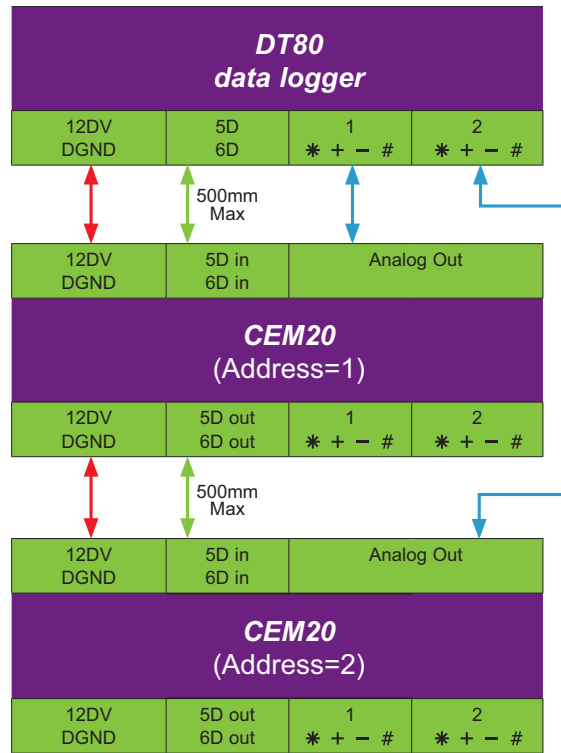 DT80
data logger
12DV 5D 1 2
DGND 6D * + – # * + – #
500mm
Max
12DV 5D in Analog Out
DGND 6D in
CEM20
(Address=1)
12DV 5D out 1 2
DGND 6D out * + – # * + – #
500mm
Max
12DV 5D in Analog Out
DGND 6D in
CEM20
(Address=2)
12DV 5D out 1 2
DGND 6D out * + – # * + – #